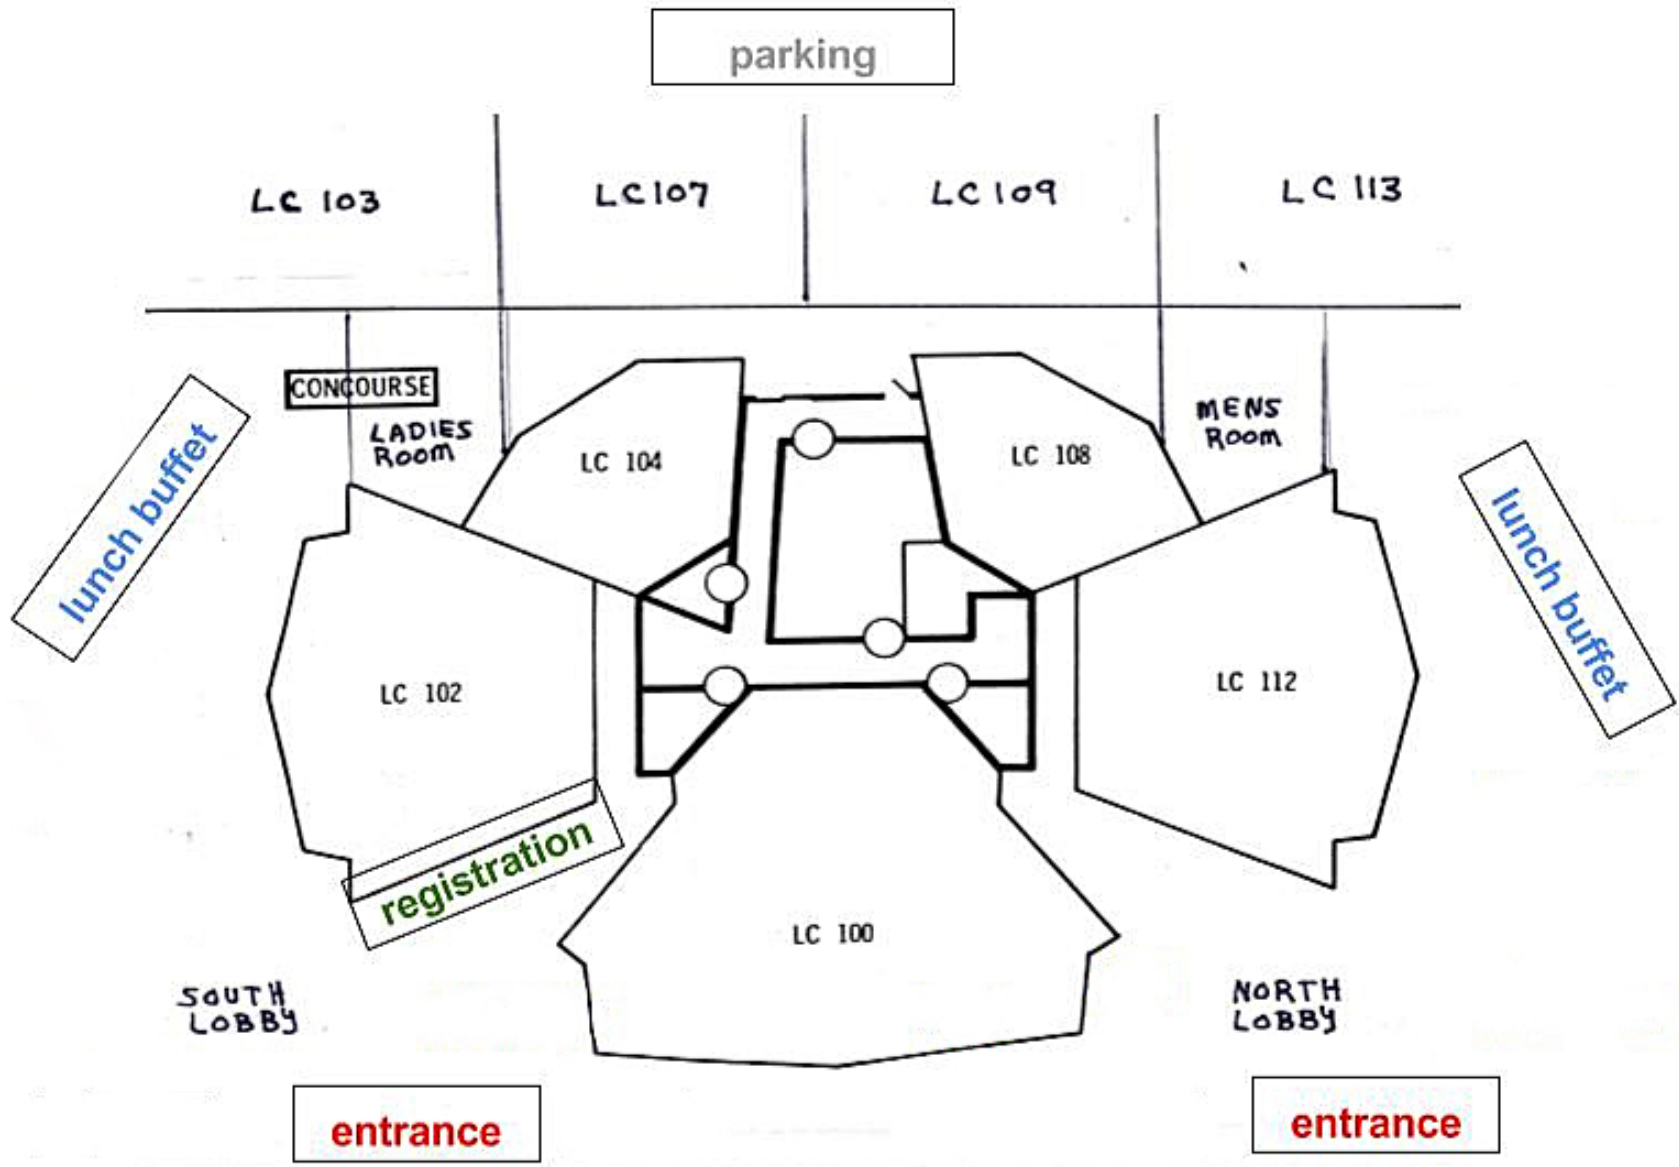 parking
LC 103
LC 107
LC 109
LC 113
CONCOURSE
LADIES
ROOM
LC 104
LC 108
MENS
ROOM
lunch buffet
lunch buffet
LC 102
LC 112
registration
LC 100
SOUTH
LOBBY
NORTH
LOBBY
entrance
entrance